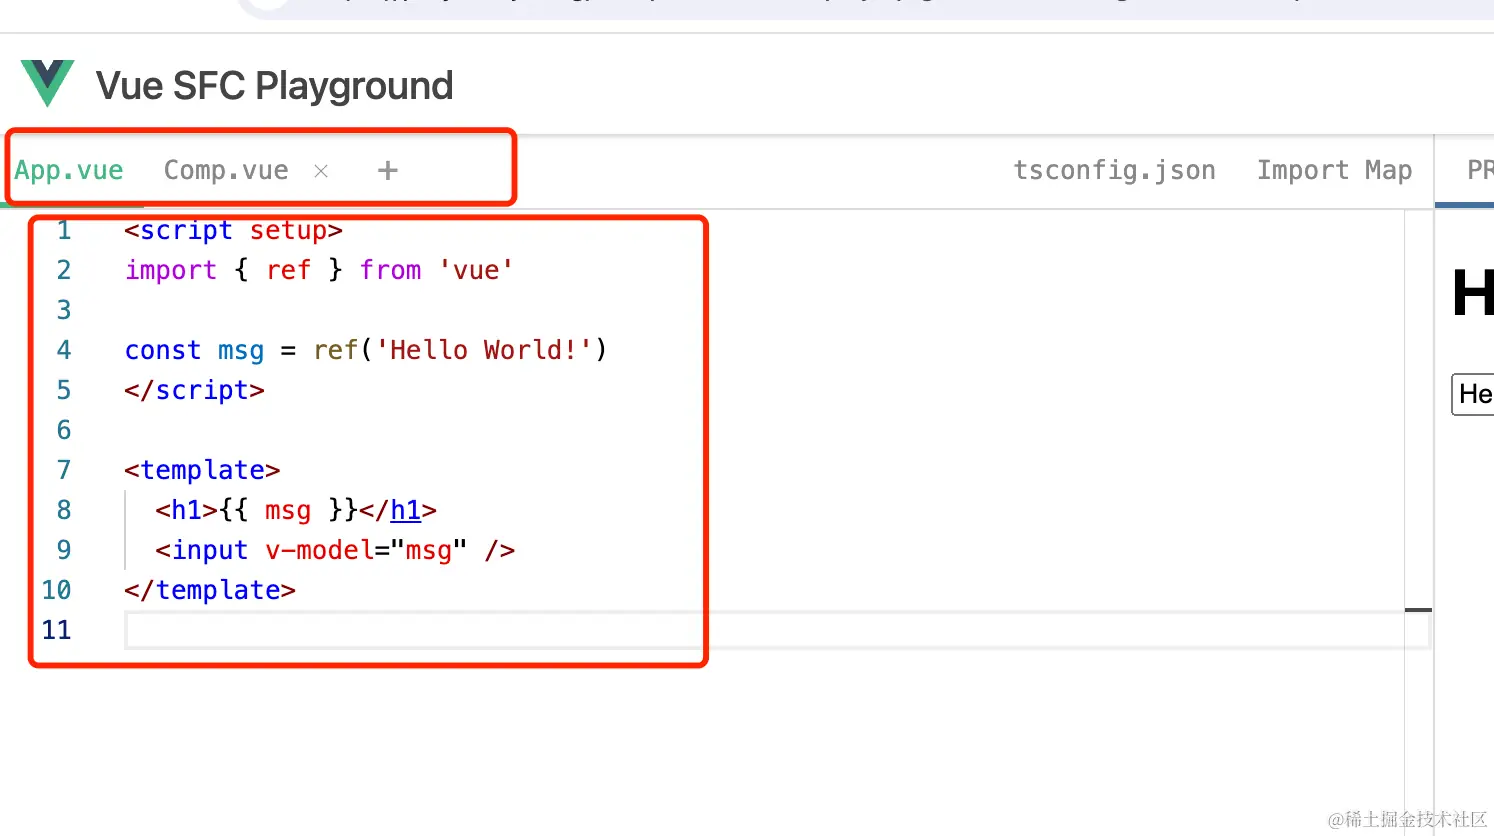 Vue SFC Playground
App.vue Comp.vue × + tsconfig.json Import Map PR
1 <script setup>
2 import { ref } from 'vue'
3
4 const msg = ref('Hello World!')
5 </script>
6
7 <template>
8 <h1>{{ msg }}</h1>
9 <input v-model="msg" />
10 </template>
11
H
He
@稀土掘金技术社区